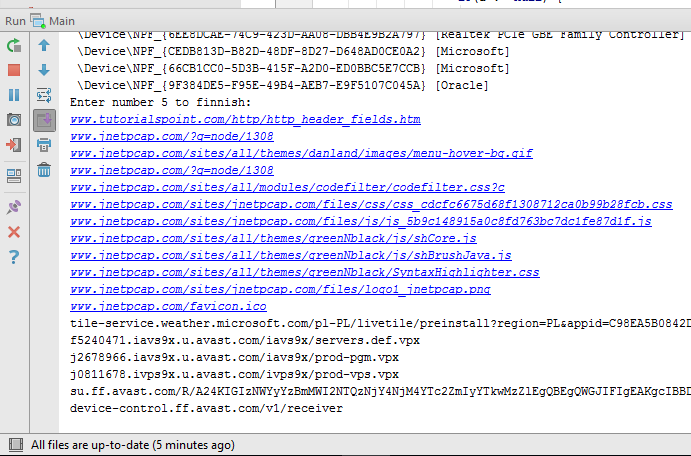 Run Main
\Device\NPF_{6EE8DCAE-74C9-423D-AA08-DBB4E9B2A797} [Realtek PCIe GBE Family Controller]
\Device\NPF_{CEDB813D-B82D-48DF-8D27-D648AD0CE0A2} [Microsoft]
\Device\NPF_{66CB1CC0-5D3B-415F-A2D0-ED0BBC5E7CCB} [Microsoft]
\Device\NPF_{9F384DE5-F95E-49B4-AEB7-E9F5107C045A} [Oracle]
Enter number 5 to finnish:
www.tutorialspoint.com/http/http_header_fields.htm
www.jnetpcap.com/?q=node/1308
www.jnetpcap.com/sites/all/themes/danland/images/menu-hover-bg.gif
www.jnetpcap.com/?q=node/1308
www.jnetpcap.com/sites/all/modules/codefilter/codefilter.css?c
www.jnetpcap.com/sites/jnetpcap.com/files/css/css_cdcfc6675d68f1308712ca0b99b28fcb.css
www.jnetpcap.com/sites/jnetpcap.com/files/js/js_5b9c148915a0c8fd763bc7dc1fe87d1f.js
www.jnetpcap.com/sites/all/themes/greenNblack/js/shCore.js
www.jnetpcap.com/sites/all/themes/greenNblack/js/shBrushJava.js
www.jnetpcap.com/sites/all/themes/greenNblack/SyntaxHighlighter.css
www.jnetpcap.com/sites/jnetpcap.com/files/logo1_jnetpcap.png
www.jnetpcap.com/favicon.ico
tile-service.weather.microsoft.com/pl-PL/livetile/preinstall?region=PL&appid=C98EA5B0842D
f5240471.iavs9x.u.avast.com/iavs9x/servers.def.vpx
j2678966.iavs9x.u.avast.com/iavs9x/prod-pgm.vpx
j0811678.ivps9x.u.avast.com/ivps9x/prod-vps.vpx
su.ff.avast.com/R/A24KIGIzNWYyYzBmMWI2NTQzNjY4NjM4YTc2ZmIyYTkwMzZlEgQBEgQWGJIFIgEAKgcIBBD
device-control.ff.avast.com/v1/receiver
All files are up-to-date (5 minutes ago)